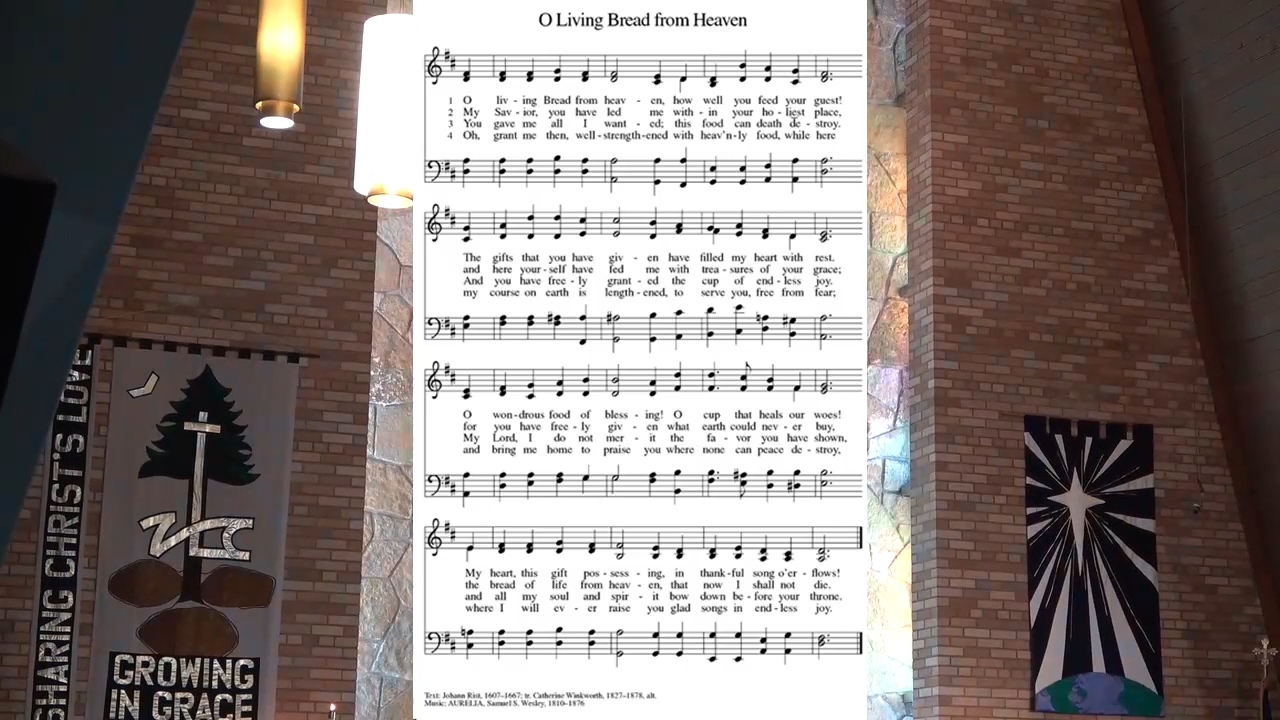 O Living Bread from Heaven
1 O liv - ing Bread from heav - en, how well you feed your guest!
2 My Sav - ior, you have led me with - in your ho - liest place,
3 You gave me all I want - ed; this food can death de - stroy.
4 Oh, grant me then, well - strength - ened with heav'n - ly food, while here
The gifts that you have giv - en have filled my heart with rest.
and here your - self have fed me with trea - sures of your grace;
And you have free - ly grant - ed the cup of end - less joy.
my course on earth is length - ened, to serve you, free from fear;
O won - drous food of bless - ing! O cup that heals our woes!
for you have free - ly giv - en what earth could nev - er buy,
My Lord, I do not mer - it the fa - vor you have shown,
and bring me home to praise you where none can peace de - stroy,
My heart, this gift pos - sess - ing, in thank - ful song o'er - flows!
the bread of life from heav - en, that now I shall not die.
and all my soul and spir - it bow down be - fore your throne.
where I will ev - er raise you glad songs in end - less joy.
Text: Johann Rist, 1607–1667; tr. Catherine Winkworth, 1827–1878, alt.
Music: AURELIA, Samuel S. Wesley, 1810–1876
SHARING CHRIST'S LOVE
ZLC
GROWING
IN GRACE